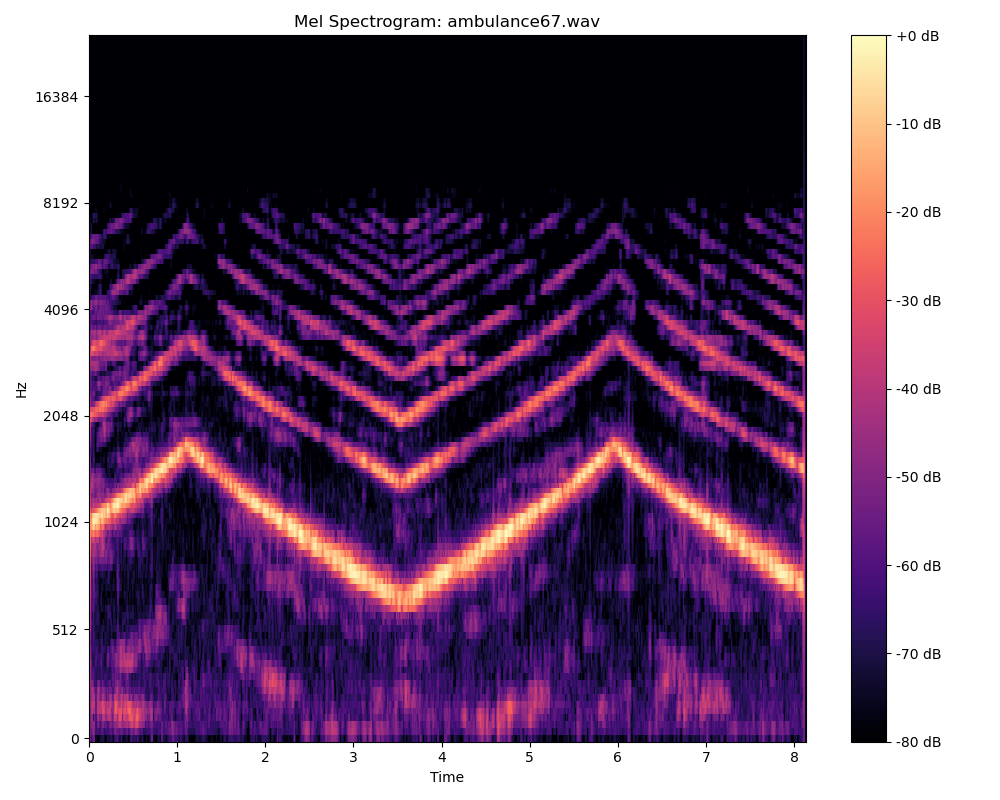 Mel Spectrogram: ambulance67.wav
+0 dB
16384
-10 dB
8192
-20 dB
4096
-30 dB
Hz
-40 dB
2048
-50 dB
1024
-60 dB
512
-70 dB
0
-80 dB
0 1 2 3 4 5 6 7 8
Time